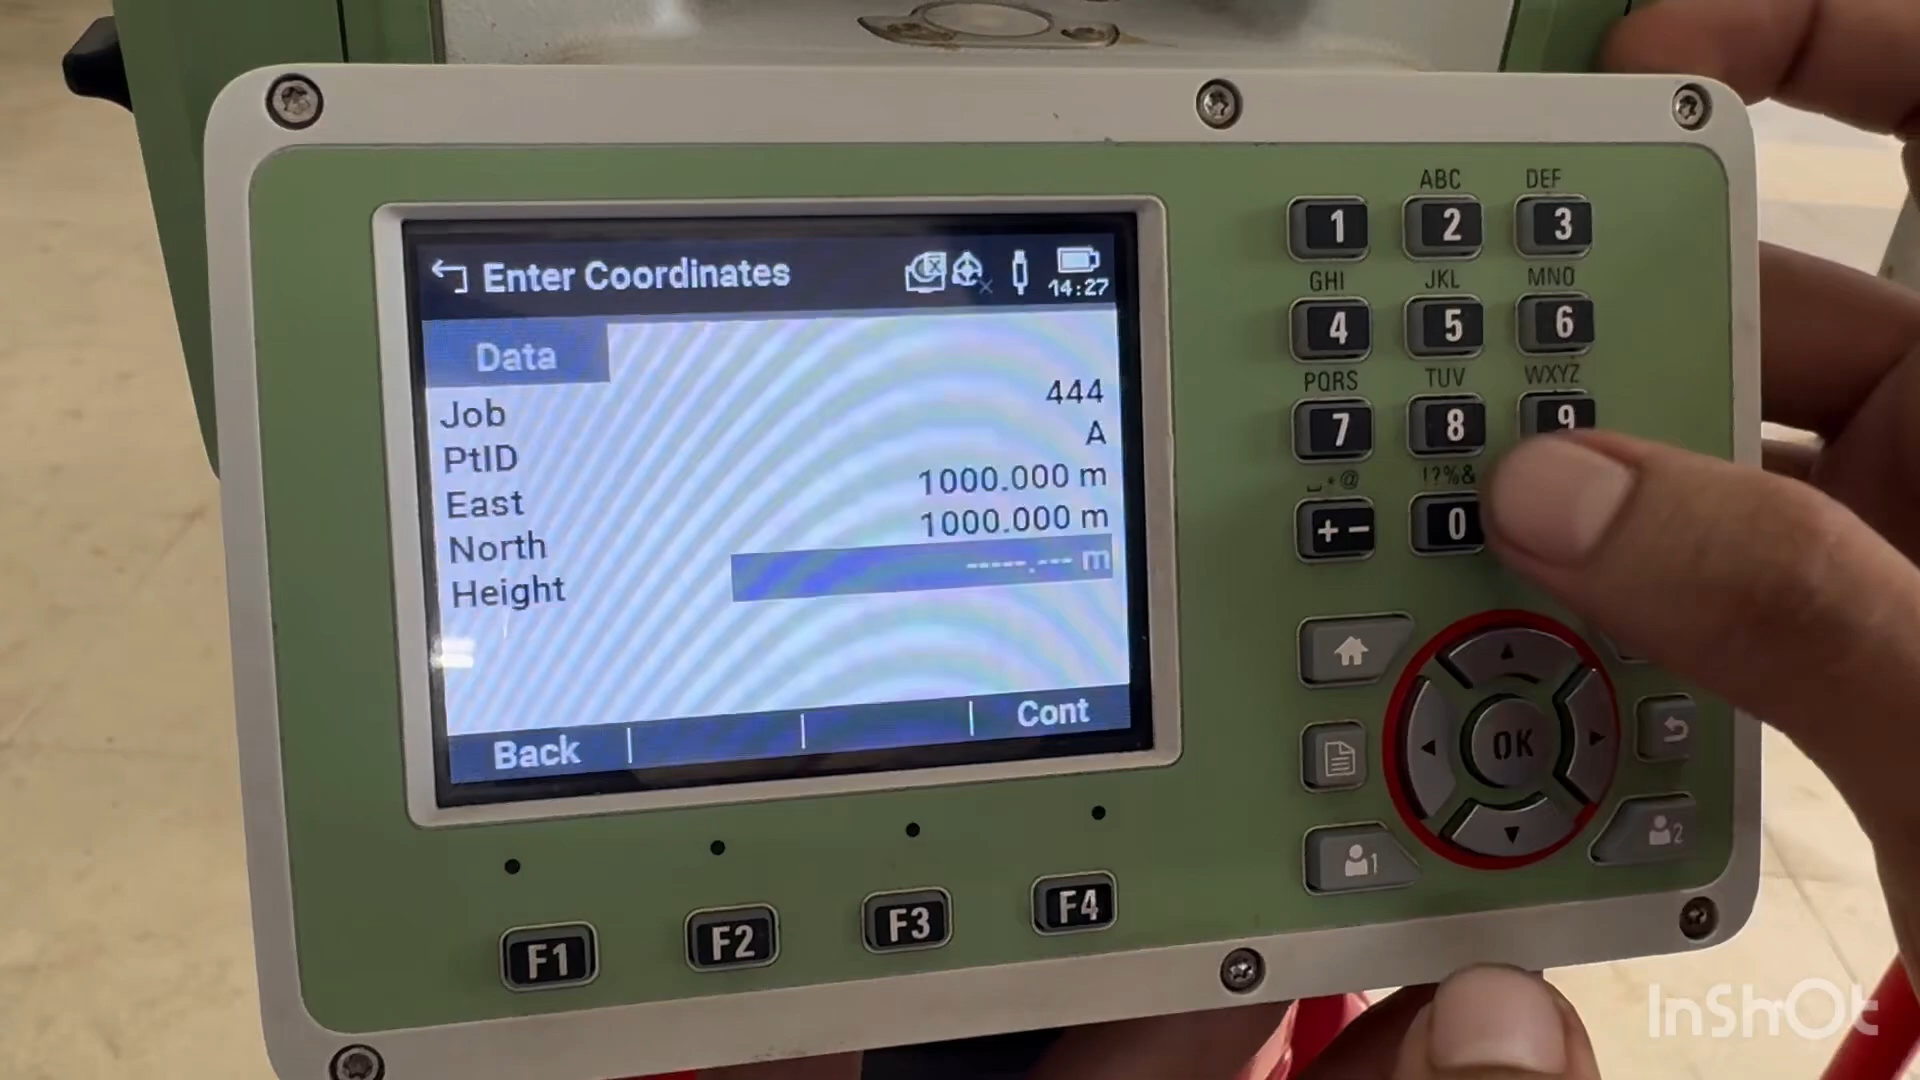 Enter Coordinates
14:27
Data
Job 444
PtID A
East 1000.000 m
North 1000.000 m
Height -----.--- m
Back Cont
F1 F2 F3 F4
ABC DEF
1 2 3
GHI JKL MNO
4 5 6
PQRS TUV WXYZ
7 8 9
␣*@ !?%&
+- 0
OK
1 2
InShOt